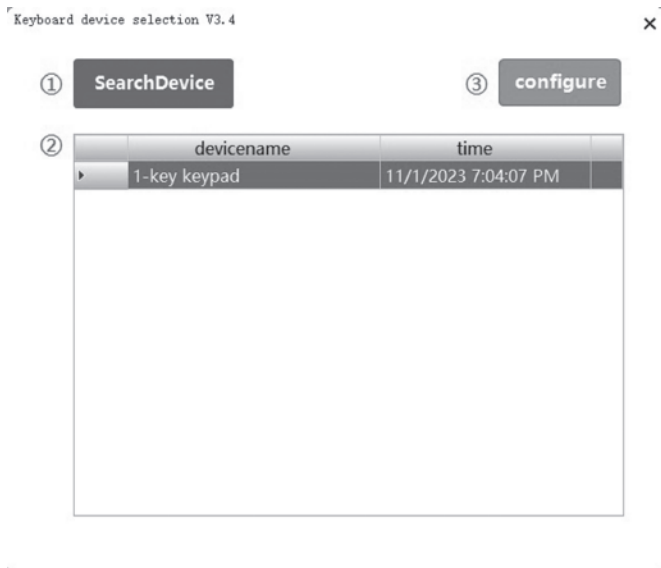 Keyboard device selection V3.4
×
① SearchDevice ③ configure
② devicename time
1-key keypad 11/1/2023 7:04:07 PM